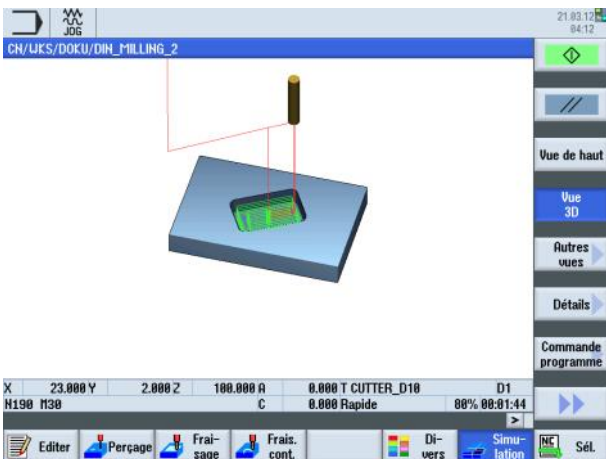 JOG
21.03.12
04:12
CN/WKS/DOKU/DIN_MILLING_2
Vue de haut
Vue
3D
Autres
vues
Détails
Commande
programme
X 23.000 Y 2.000 Z 100.000 A 0.000 T CUTTER_D10 D1
N190 M30 C 0.000 Rapide 80% 00:01:44
>
Editer
Perçage
Frai-
sage
Frais.
cont.
Di-
vers
Simu-
lation
NC
Sél.